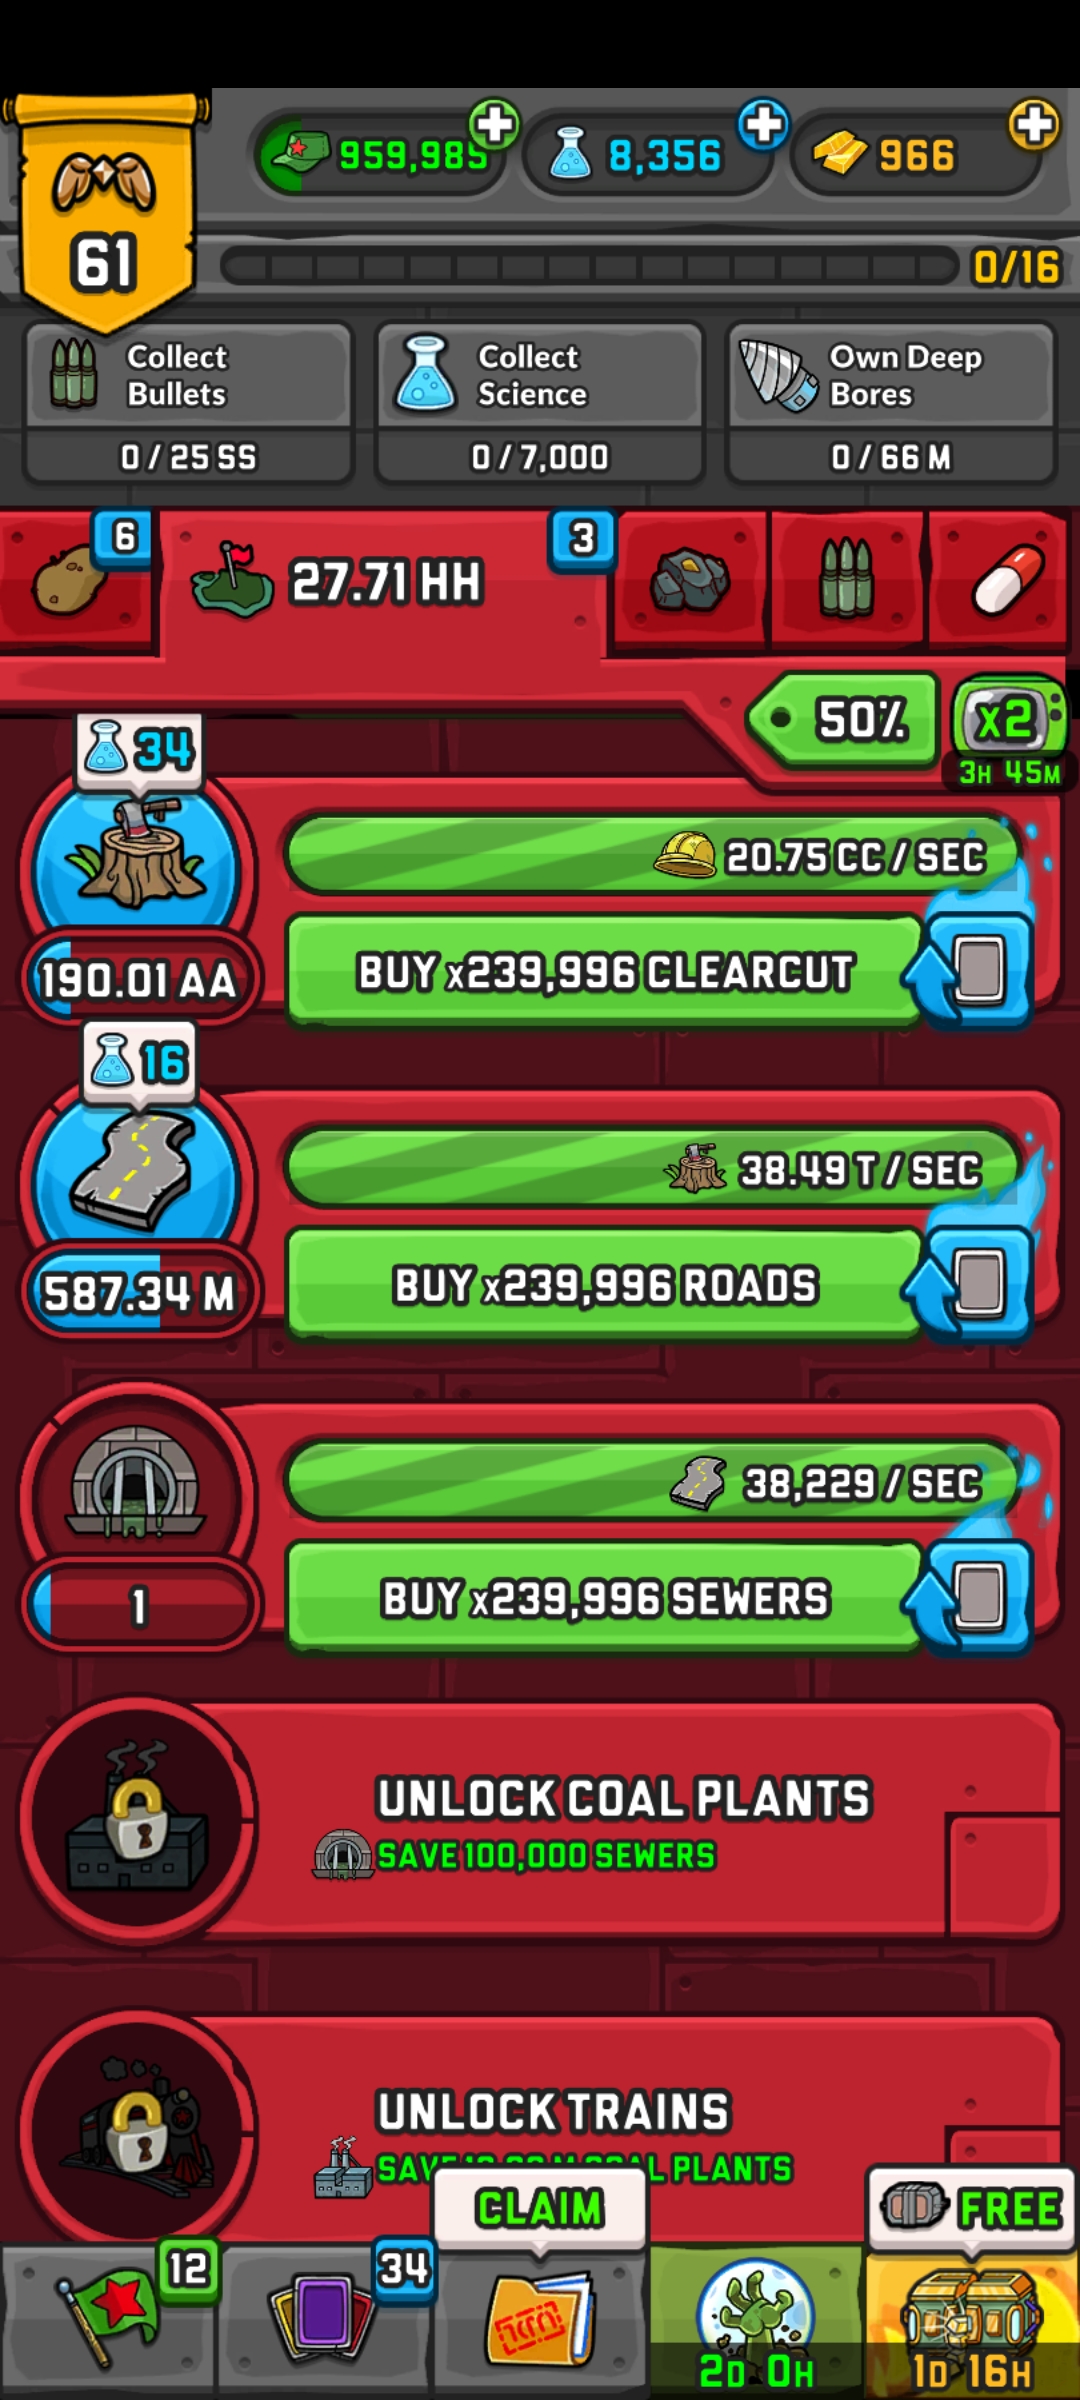 959,985
8,356
966
61
0/16
Collect
Bullets
0 / 25 SS
Collect
Science
0 / 7,000
Own Deep
Bores
0 / 66 M
6
27.71 HH
3
50%
x2
3H 45M
34
20.75 CC / SEC
190.01 AA
BUY x239,996 CLEARCUT
16
38.49 T / SEC
587.34 M
BUY x239,996 ROADS
38,229 / SEC
1
BUY x239,996 SEWERS
UNLOCK COAL PLANTS
SAVE 100,000 SEWERS
UNLOCK TRAINS
PLANTS
CLAIM
FREE
12
34
2D 0H
1D 16H